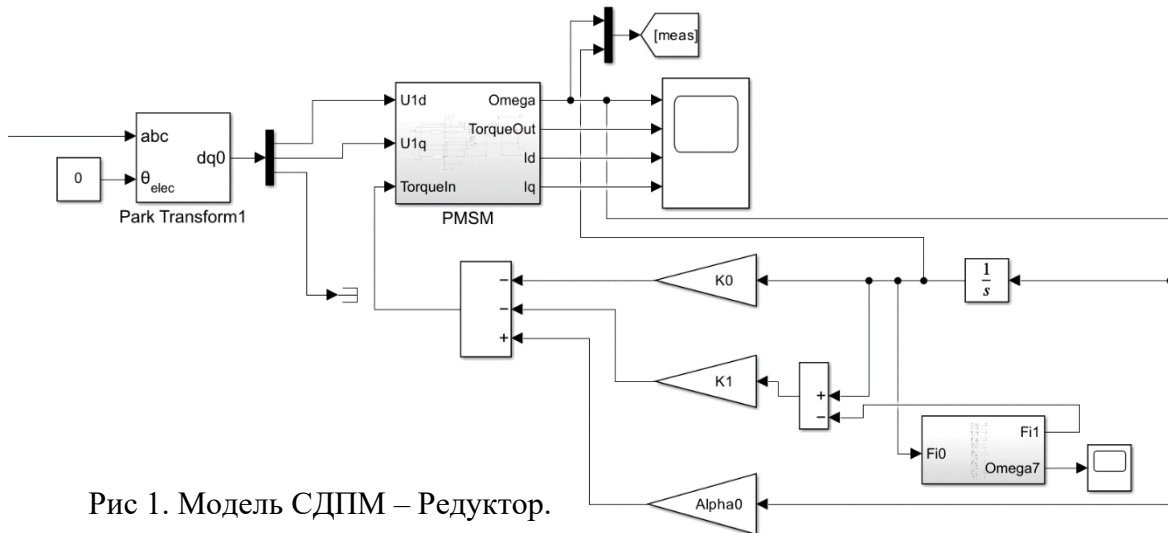 [meas]
abc
θelec
dq0
0
Park Transform1
U1d
U1q
TorqueIn
Omega
TorqueOut
Id
Iq
PMSM
−
−
+
K0
1
s
K1
+
−
Fi0
Fi1
Omega7
Alpha0
Рис 1. Модель СДПМ – Редуктор.